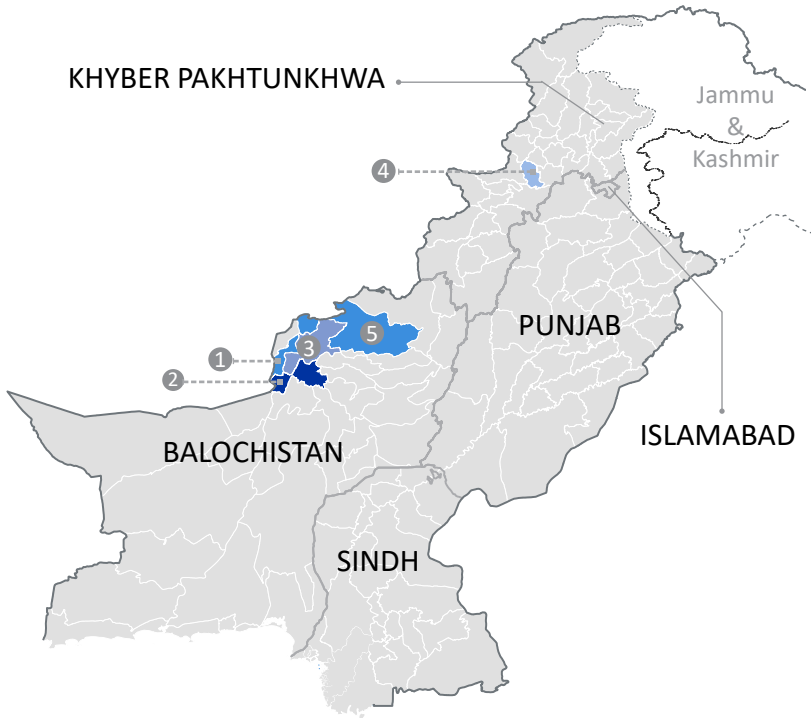 KHYBER PAKHTUNKHWA
Jammu
&
Kashmir
4
5
PUNJAB
3
1
2
ISLAMABAD
BALOCHISTAN
SINDH